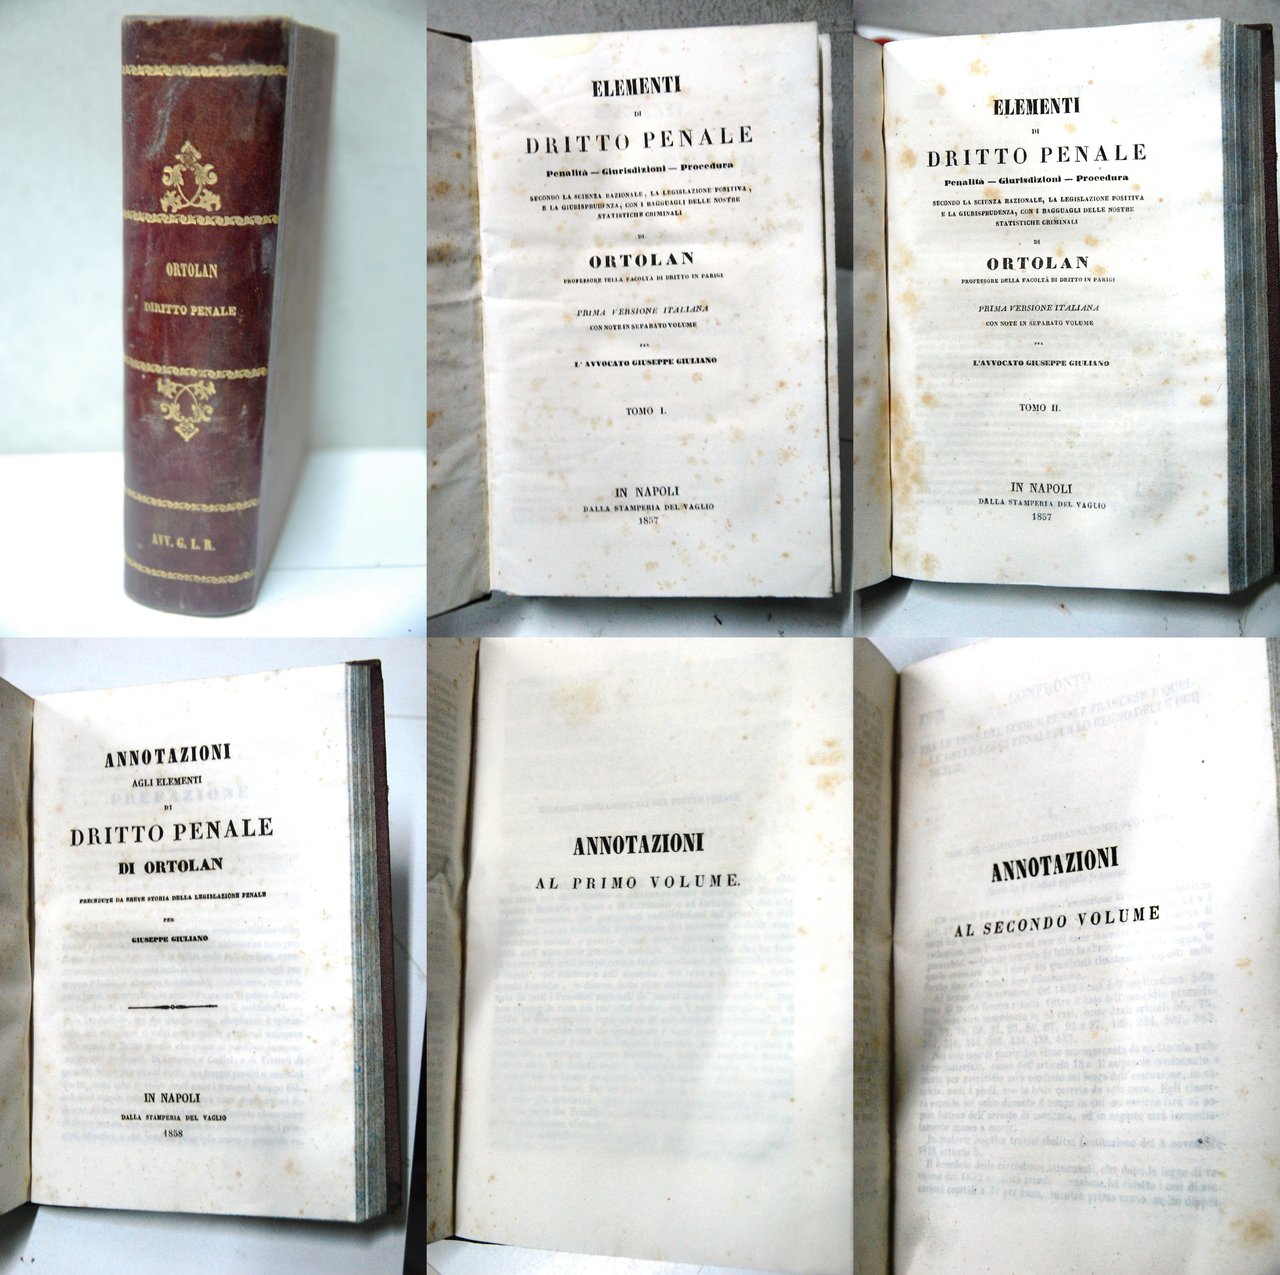 ORTOLAN
DIRITTO PENALE
AVV. G. L. R.
ELEMENTI
DI
DRITTO PENALE
Penalità — Giurisdizioni — Procedura
SECONDO LA SCIENZA RAZIONALE, LA LEGISLAZIONE POSITIVA,
E LA GIURISPRUDENZA, CON I RAGGUAGLI DELLE NOSTRE
STATISTICHE CRIMINALI
DI
ORTOLAN
PROFESSORE DELLA FACOLTÀ DI DRITTO IN PARIGI
PRIMA VERSIONE ITALIANA
CON NOTE IN SEPARATO VOLUME
PER
L'AVVOCATO GIUSEPPE GIULIANO
TOMO I.
IN NAPOLI
DALLA STAMPERIA DEL VAGLIO
1857
ELEMENTI
DI
DRITTO PENALE
Penalità — Giurisdizioni — Procedura
SECONDO LA SCIENZA RAZIONALE, LA LEGISLAZIONE POSITIVA
E LA GIURISPRUDENZA, CON I RAGGUAGLI DELLE NOSTRE
STATISTICHE CRIMINALI
DI
ORTOLAN
PROFESSORE DELLA FACOLTÀ DI DRITTO IN PARIGI
PRIMA VERSIONE ITALIANA
CON NOTE IN SEPARATO VOLUME
PER
L'AVVOCATO GIUSEPPE GIULIANO
TOMO II.
IN NAPOLI
DALLA STAMPERIA DEL VAGLIO
1857
ANNOTAZIONI
AGLI ELEMENTI
DI
DRITTO PENALE
DI ORTOLAN
PRECEDUTE DA BREVE STORIA DELLA LEGISLAZIONE PENALE
PER
GIUSEPPE GIULIANO
IN NAPOLI
DALLA STAMPERIA DEL VAGLIO
1858
ANNOTAZIONI
AL PRIMO VOLUME.
ANNOTAZIONI
AL SECONDO VOLUME